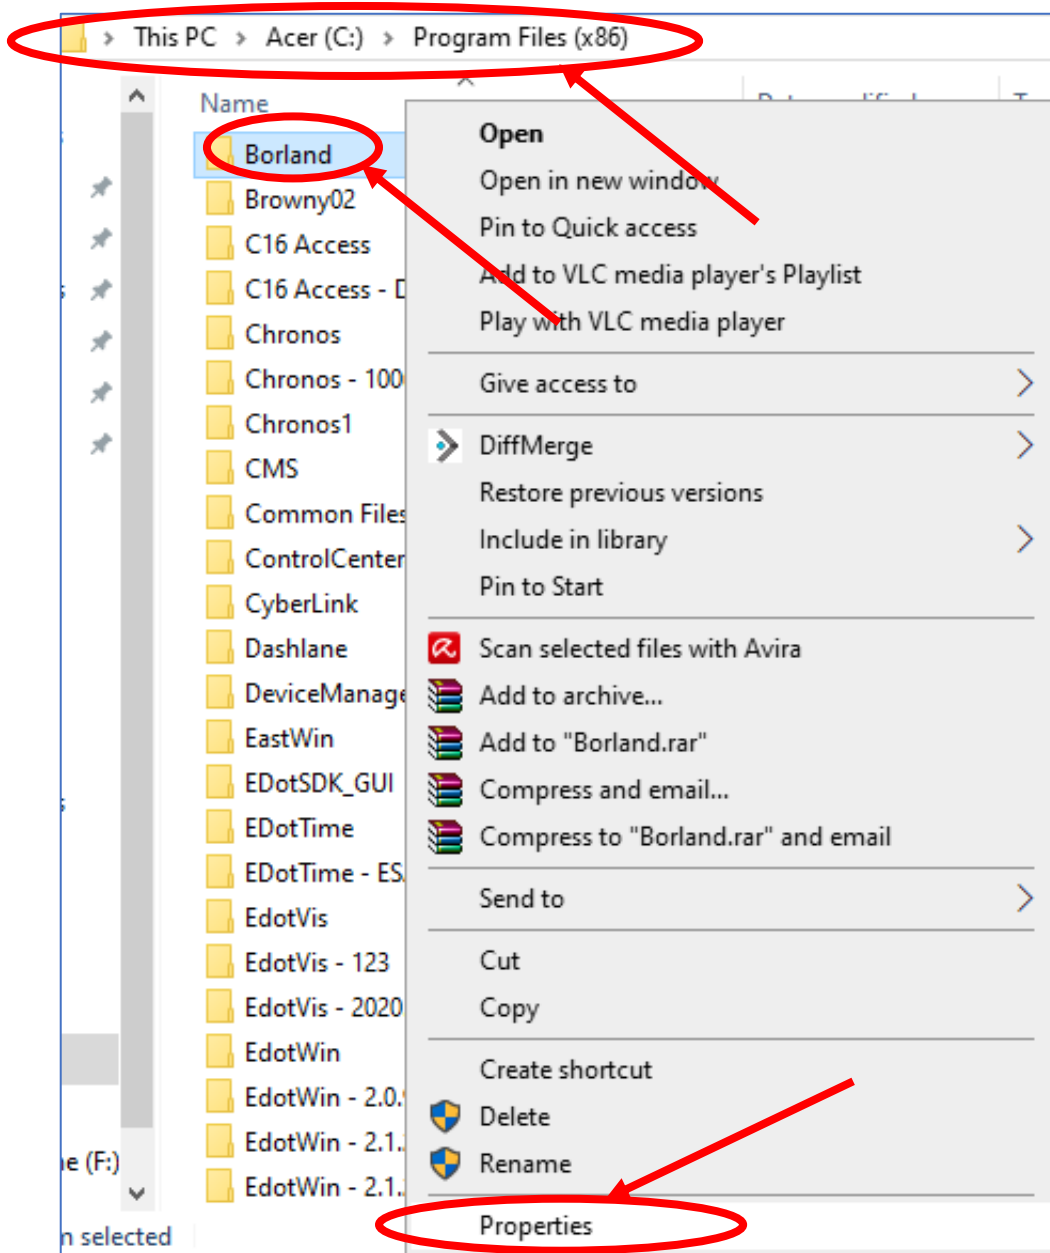 This PC > Acer (C:) > Program Files (x86)
Name
Borland
Browny02
C16 Access
C16 Access - D
Chronos
Chronos - 100
Chronos1
CMS
Common Files
ControlCenter
CyberLink
Dashlane
DeviceManage
EastWin
EDotSDK_GUI
EDotTime
EDotTime - ES
EdotVis
EdotVis - 123
EdotVis - 2020
EdotWin
EdotWin - 2.0.9
EdotWin - 2.1.
EdotWin - 2.1.
Open
Open in new window
Pin to Quick access
Add to VLC media player's Playlist
Play with VLC media player
Give access to
DiffMerge
Restore previous versions
Include in library
Pin to Start
Scan selected files with Avira
Add to archive...
Add to "Borland.rar"
Compress and email...
Compress to "Borland.rar" and email
Send to
Cut
Copy
Create shortcut
Delete
Rename
Properties
e (F:)
selected